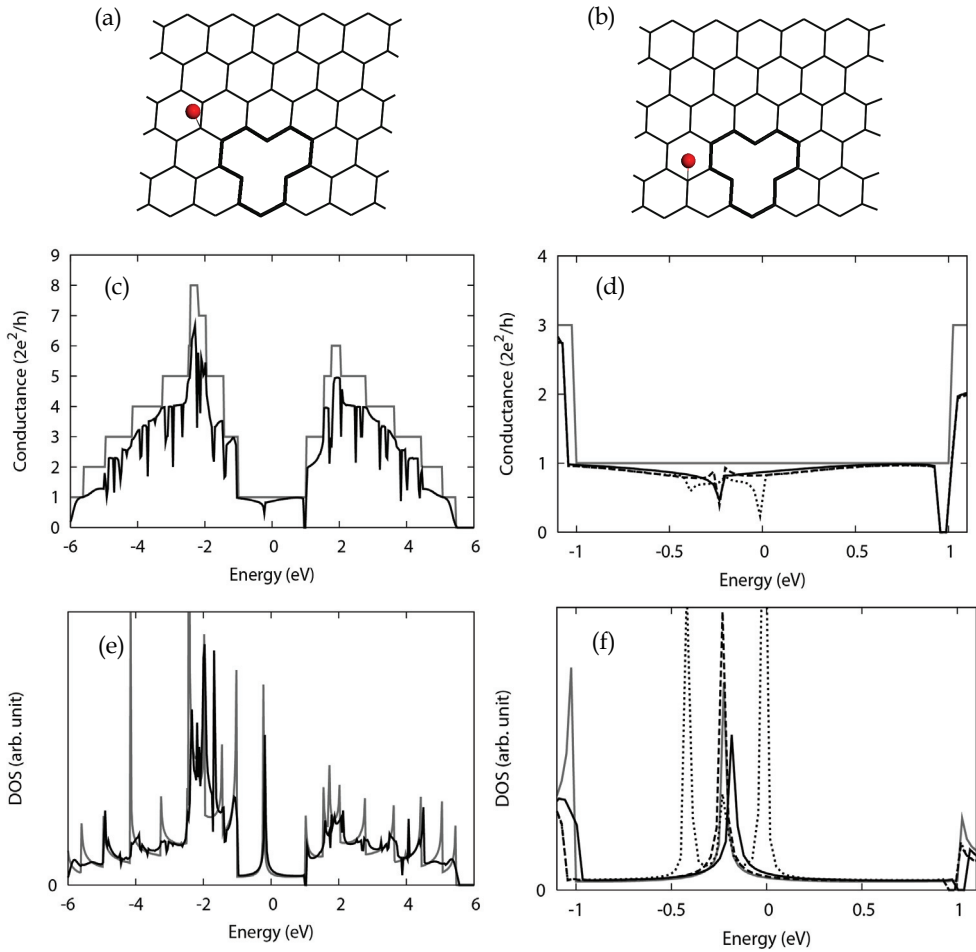 (a)
(b)
(c)
9
8
7
6
5
4
3
2
1
0
Conductance (2e²/h)
-6
-4
-2
0
2
4
6
Energy (eV)
(d)
4
3
2
1
0
Conductance (2e²/h)
-1
-0.5
0
0.5
1
Energy (eV)
(e)
DOS (arb. unit)
0
-6
-4
-2
0
2
4
6
Energy (eV)
(f)
DOS (arb. unit)
0
-1
-0.5
0
0.5
1
Energy (eV)